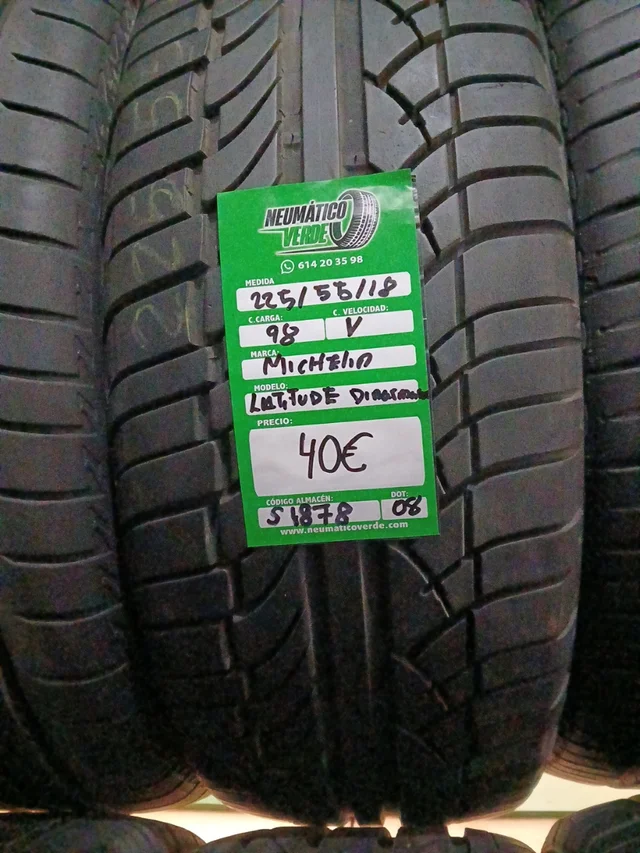 NEUMÁTICO
VERDE
614 20 35 98
MEDIDA
225/55/18
C.CARGA: C. VELOCIDAD:
98 V
MARCA:
MICHELIN
MODELO:
LATITUDE
PRECIO:
40€
CÓDIGO ALMACÉN: DOT:
S1878 08
www.neumaticoverde.com